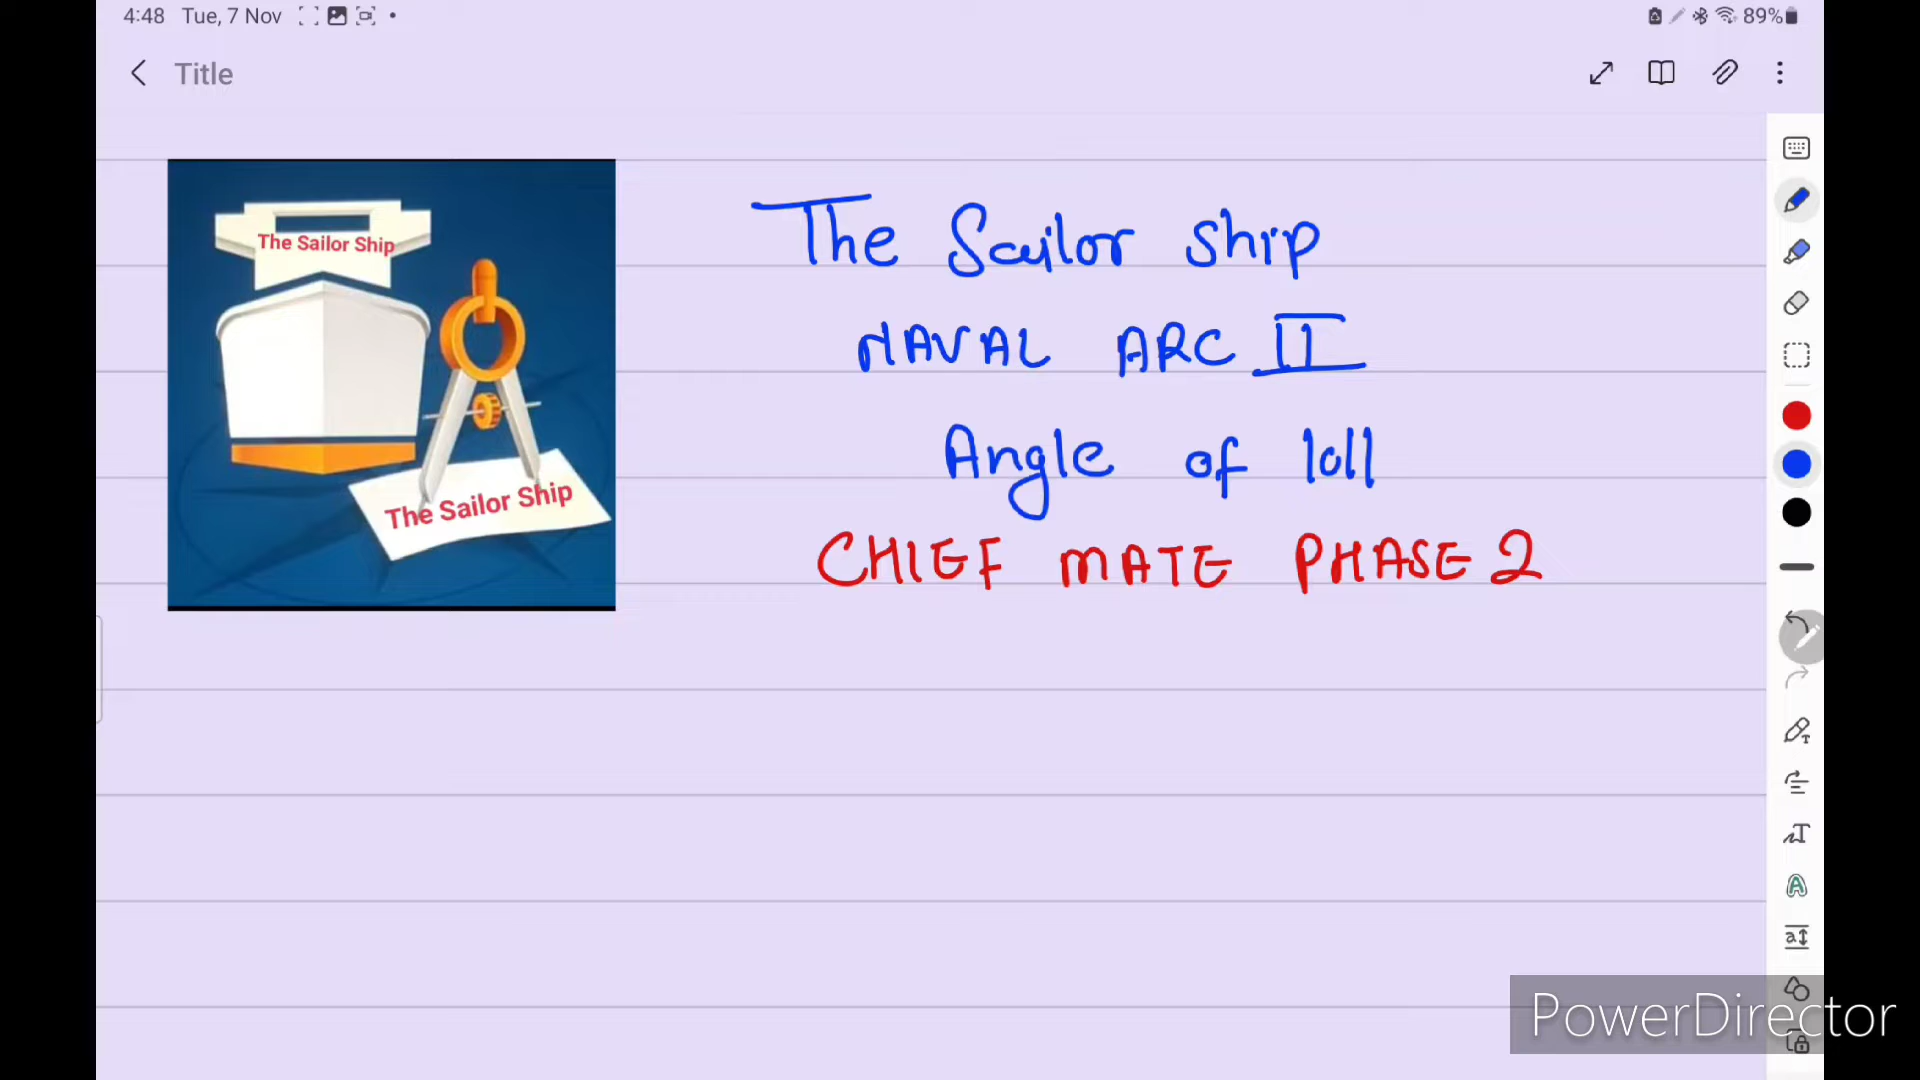 4:48 Tue, 7 Nov 89%
Title
The Sailor Ship
The Sailor Ship
The Sailor Ship
NAVAL ARC II
Angle of loll
CHIEF MATE PHASE 2
PowerDirector